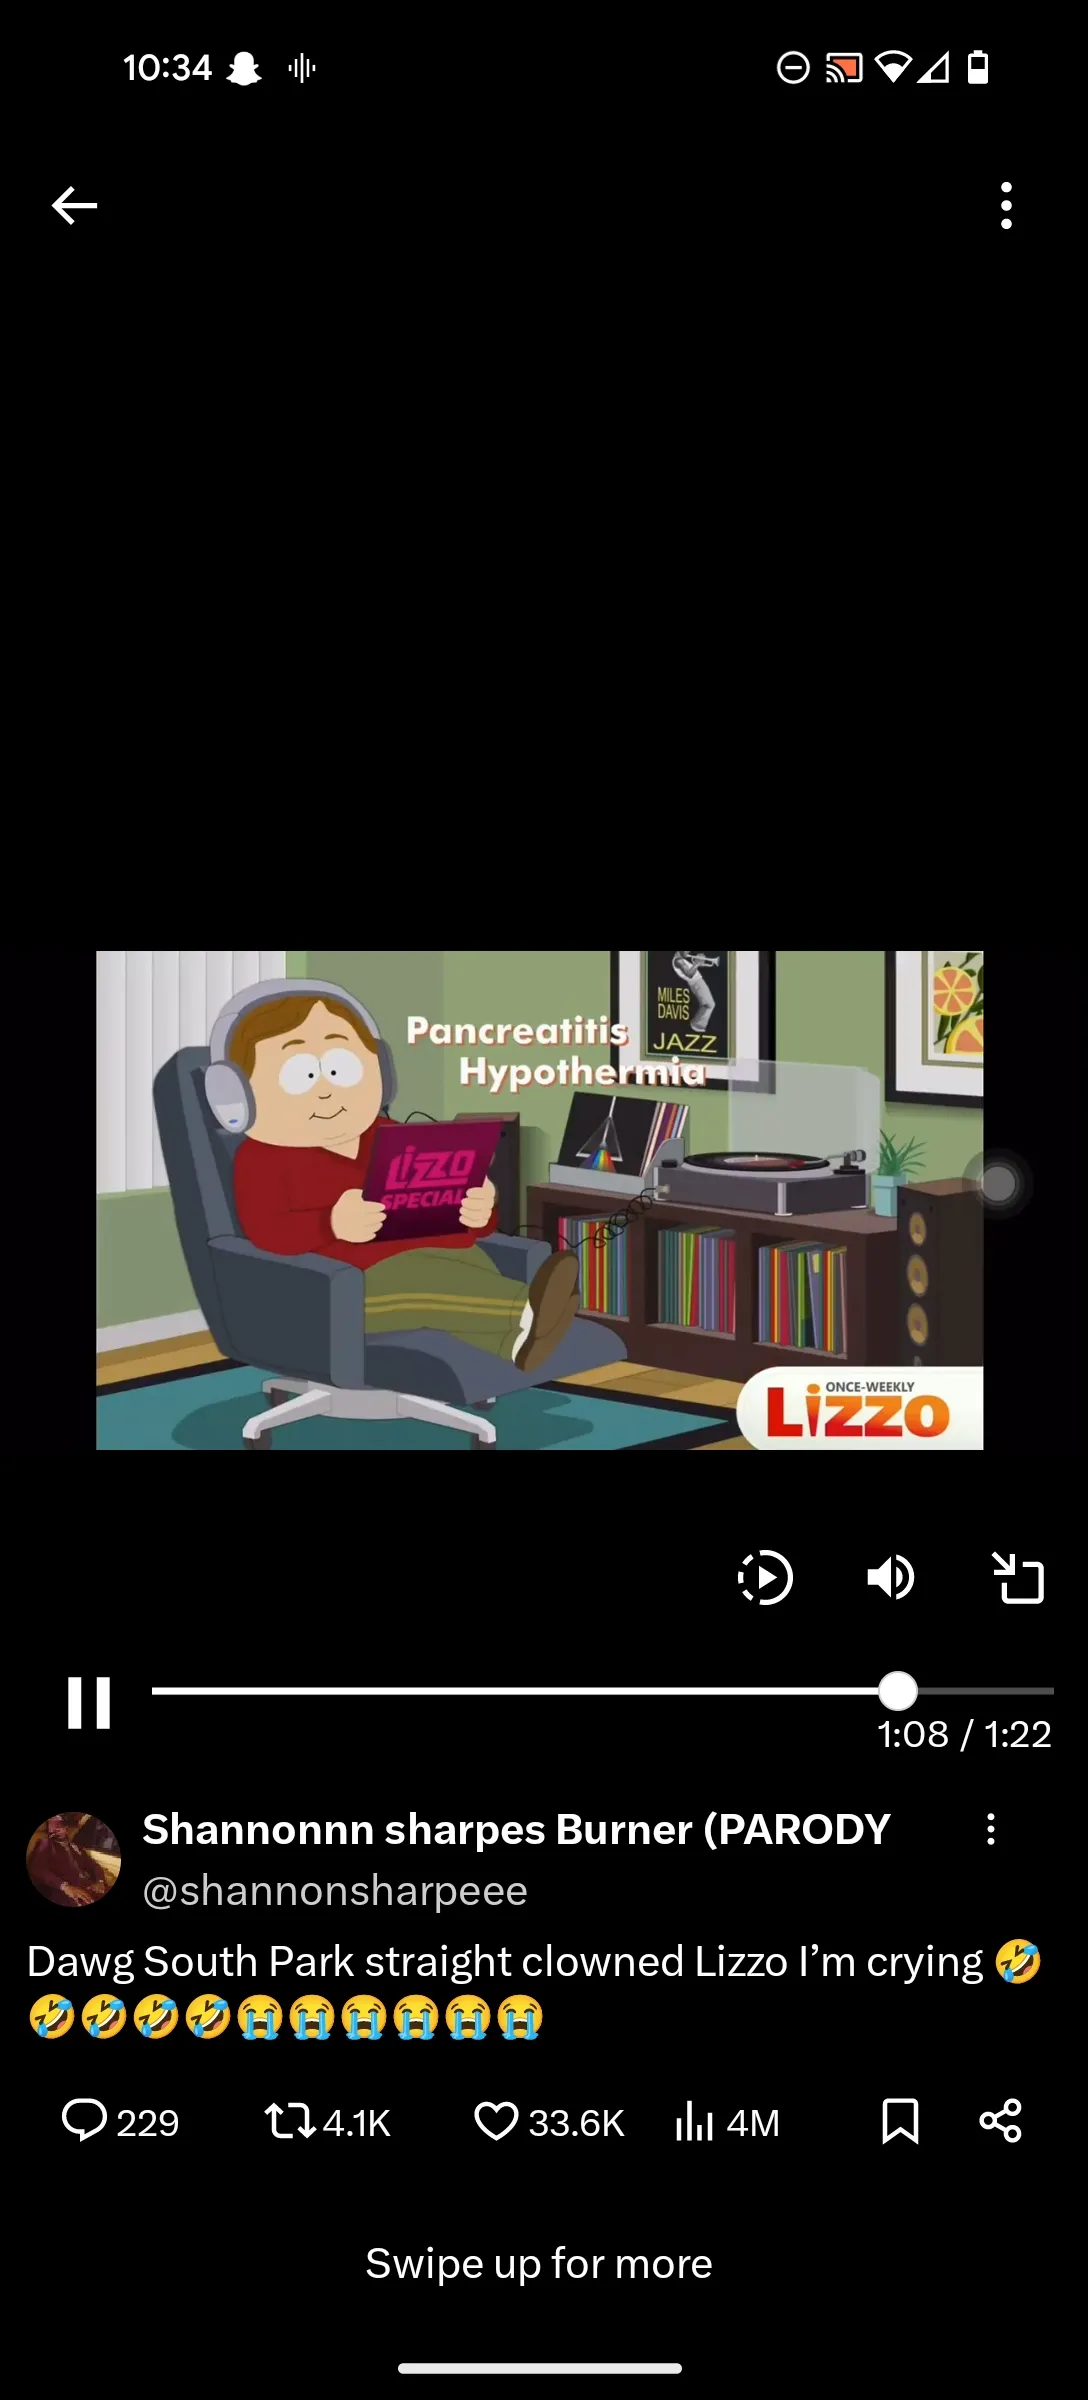 10:34
MILES
DAVIS
JAZZ
Pancreatitis
Hypothermia
Lizzo
SPECIAL
ONCE-WEEKLY
Lizzo
1:08 / 1:22
Shannonnn sharpes Burner (PARODY
@shannonsharpeee
Dawg South Park straight clowned Lizzo I’m crying 🤣
🤣🤣🤣🤣😭😭😭😭😭😭
229 4.1K 33.6K 4M
Swipe up for more